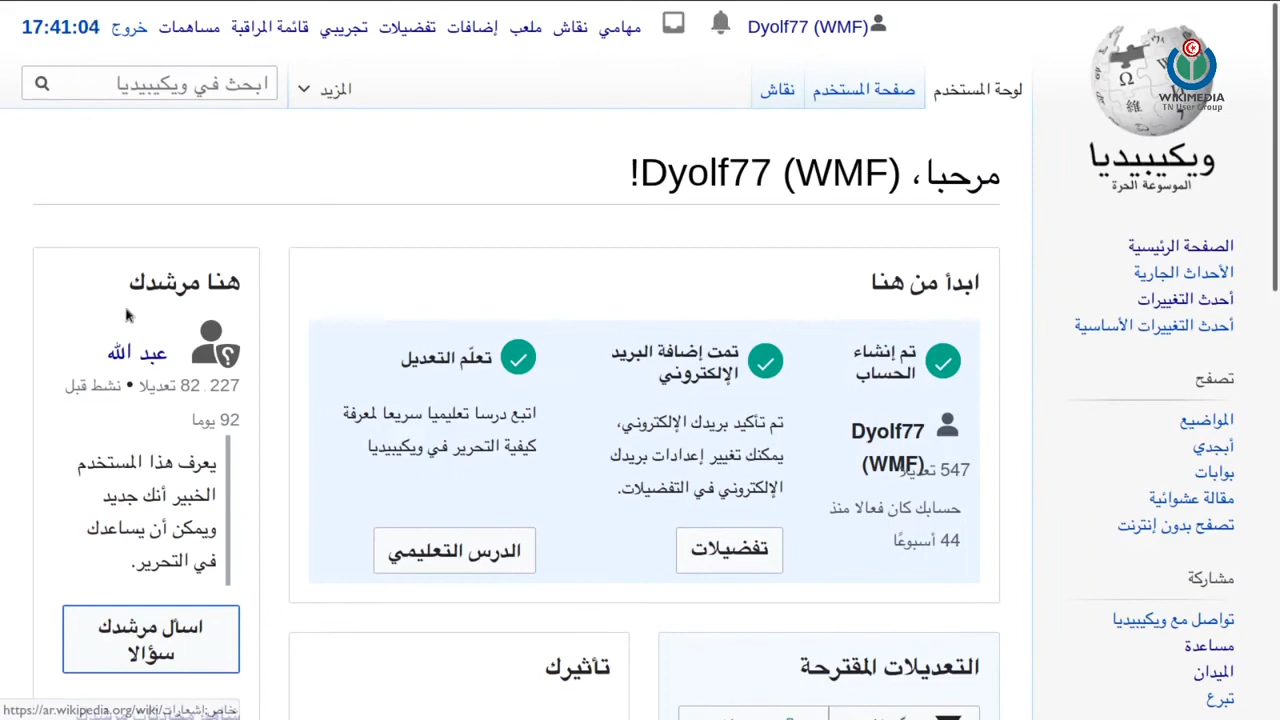 Dyolf77 (WMF) مهامي نقاش ملعب إضافات تفضيلات تجريبي قائمة المراقبة مساهمات خروج 17:41:04
WIKIMEDIA
TN User Group
ويكيبيديا
الموسوعة الحرة
لوحة المستخدم صفحة المستخدم نقاش المزيد ابحث في ويكيبيديا
مرحبا، Dyolf77 (WMF)!
الصفحة الرئيسية
الأحداث الجارية
أحدث التغييرات
أحدث التغييرات الأساسية
تصفح
المواضيع
أبجدي
بوابات
مقالة عشوائية
تصفح بدون إنترنت
مشاركة
تواصل مع ويكيبيديا
مساعدة
الميدان
تبرع
ابدأ من هنا
تم إنشاء
الحساب
Dyolf77
(WMF)
547 تعديلا
حسابك كان فعالا منذ
44 أسبوعًا
تمت إضافة البريد
الإلكتروني
تم تأكيد بريدك الإلكتروني،
يمكنك تغيير إعدادات بريدك
الإلكتروني في التفضيلات.
تفضيلات
تعلّم التعديل
اتبع درسا تعليميا سريعا لمعرفة
كيفية التحرير في ويكيبيديا
الدرس التعليمي
هنا مرشدك
عبد الله
82٬227 تعديلا • نشط قبل
92 يوما
يعرف هذا المستخدم
الخبير أنك جديد
ويمكن أن يساعدك
في التحرير.
اسأل مرشدك
سؤالا
التعديلات المقترحة
تأثيرك
https://ar.wikipedia.org/wiki/خاص:إشعارات